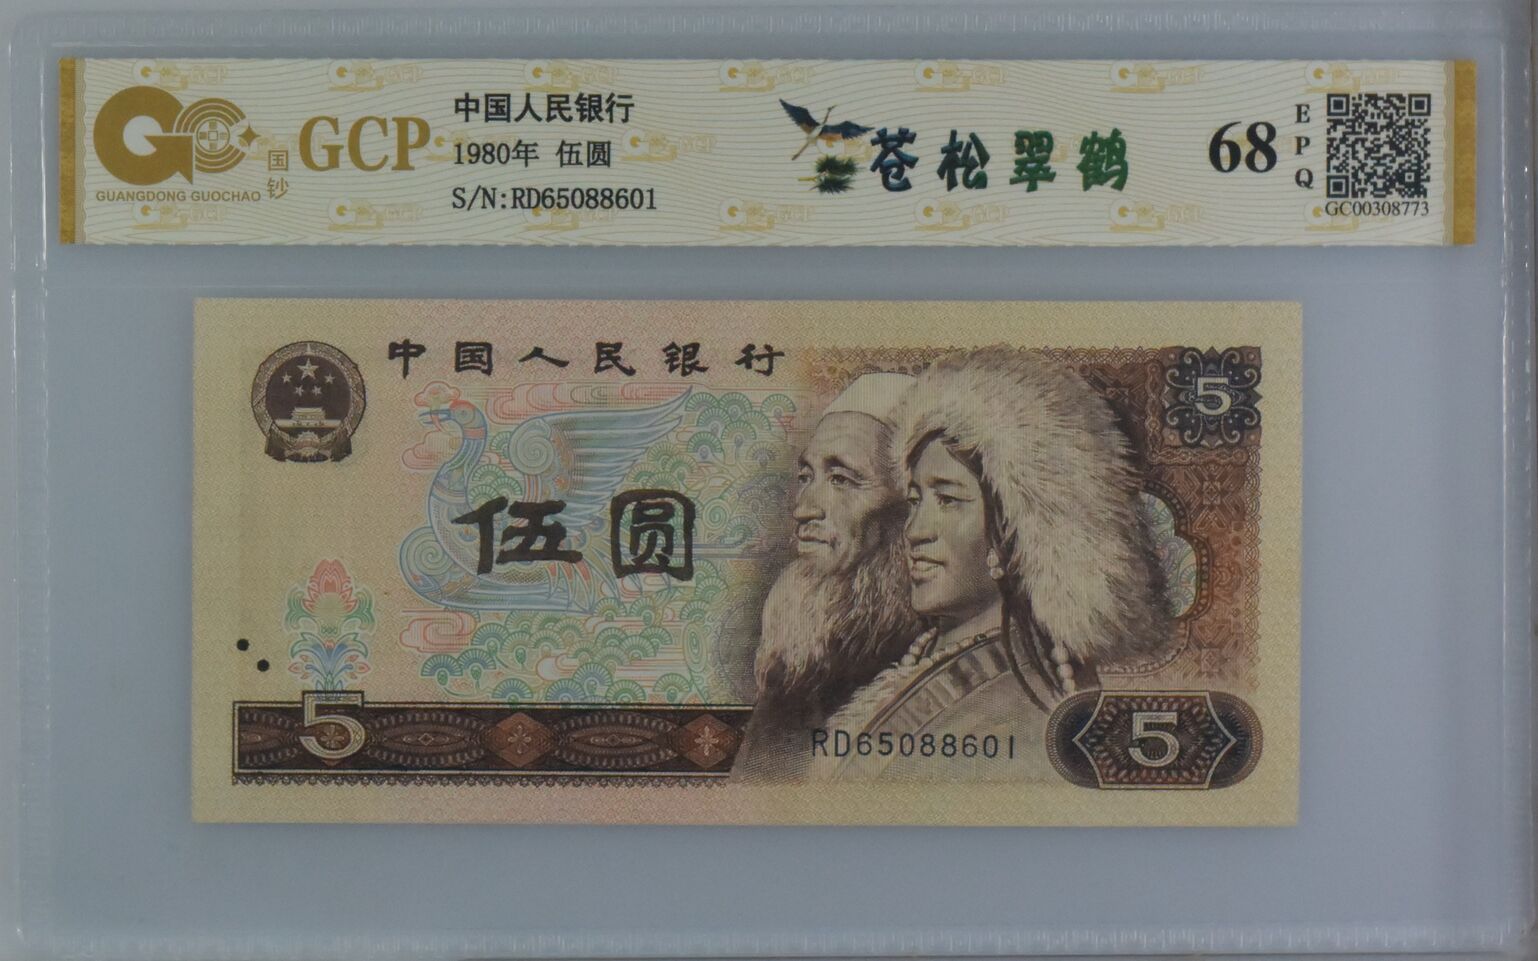 GUANGDONG GUOCHAO
国钞
GCP
中国人民银行
1980年 伍圆
S/N:RD65088601
苍松翠鹤
68
EPQ
GC00308773
中国人民银行
5
伍圆
5
RD65088601
5